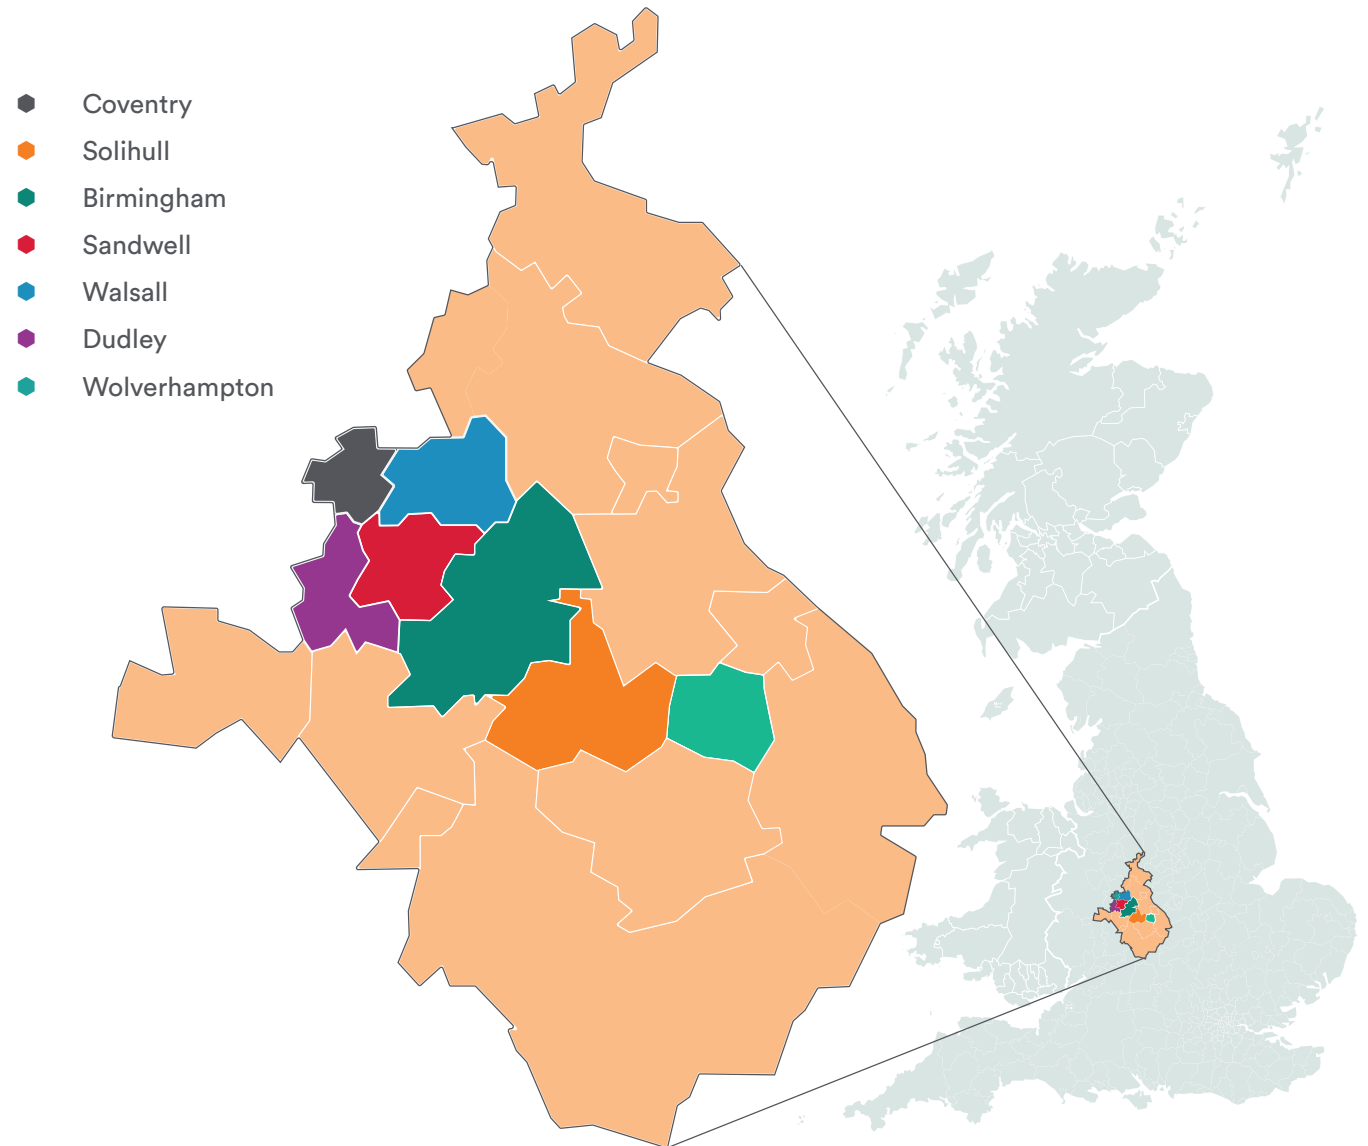 Coventry
Solihull
Birmingham
Sandwell
Walsall
Dudley
Wolverhampton